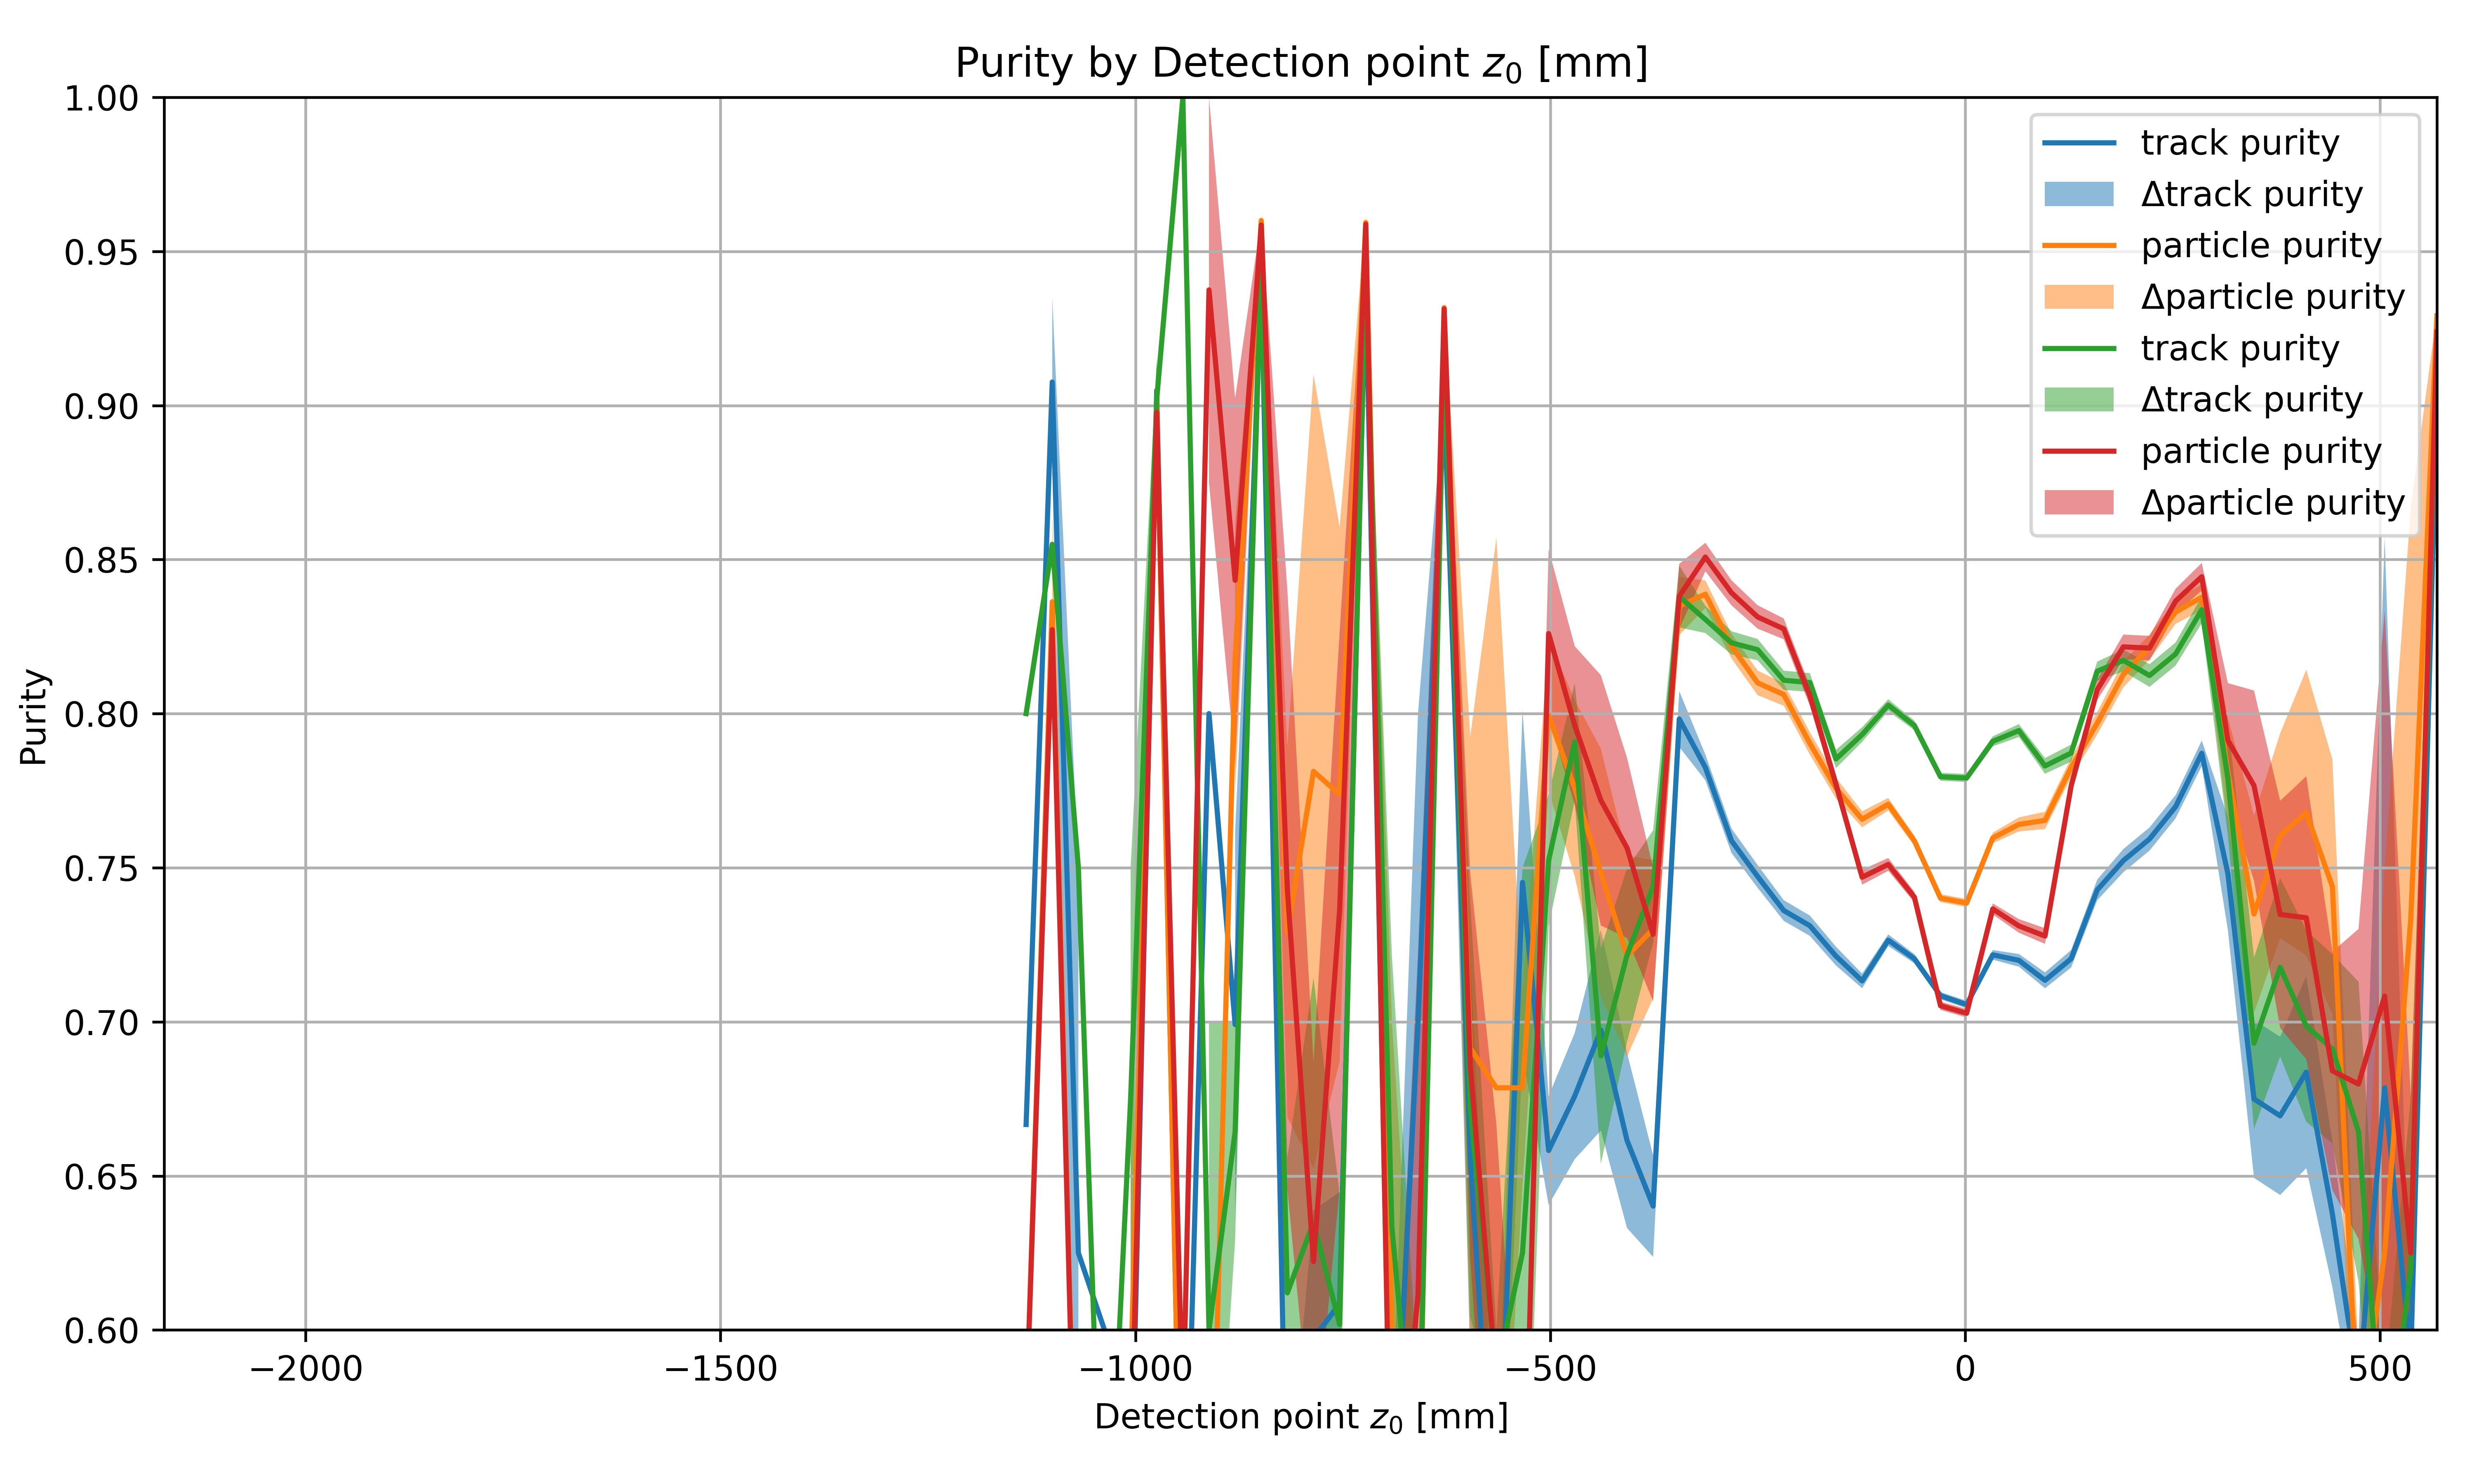 Purity by Detection point z₀ [mm]
1.00
0.95
0.90
0.85
0.80
0.75
0.70
0.65
0.60
Purity
track purity
Δtrack purity
particle purity
Δparticle purity
track purity
Δtrack purity
particle purity
Δparticle purity
−2000 −1500 −1000 −500 0 500
Detection point z₀ [mm]